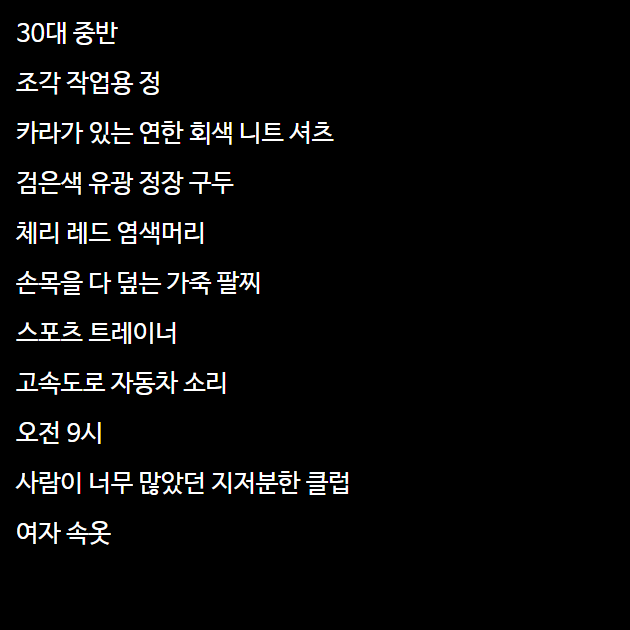 30대 중반
조각 작업용 정
카라가 있는 연한 회색 니트 셔츠
검은색 유광 정장 구두
체리 레드 염색머리
손목을 다 덮는 가죽 팔찌
스포츠 트레이너
고속도로 자동차 소리
오전 9시
사람이 너무 많았던 지저분한 클럽
여자 속옷